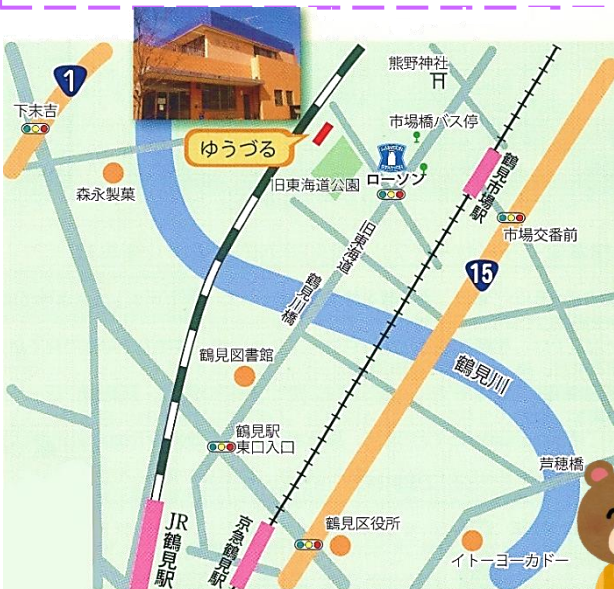 1
下末吉
森永製菓
ゆうづる
熊野神社
市場橋バス停
旧東海道公園
ローソン
鶴見市場駅
市場交番前
旧東海道
鶴見川橋
15
鶴見川
鶴見図書館
鶴見駅
東口入口
芦穂橋
JR
鶴見駅
京急鶴見駅
鶴見区役所
イトーヨーカドー